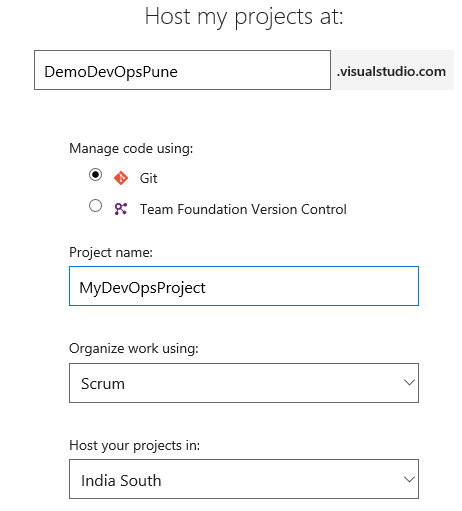 Host my projects at:
DemoDevOpsPune .visualstudio.com
Manage code using:
Git
Team Foundation Version Control
Project name:
MyDevOpsProject
Organize work using:
Scrum
Host your projects in:
India South